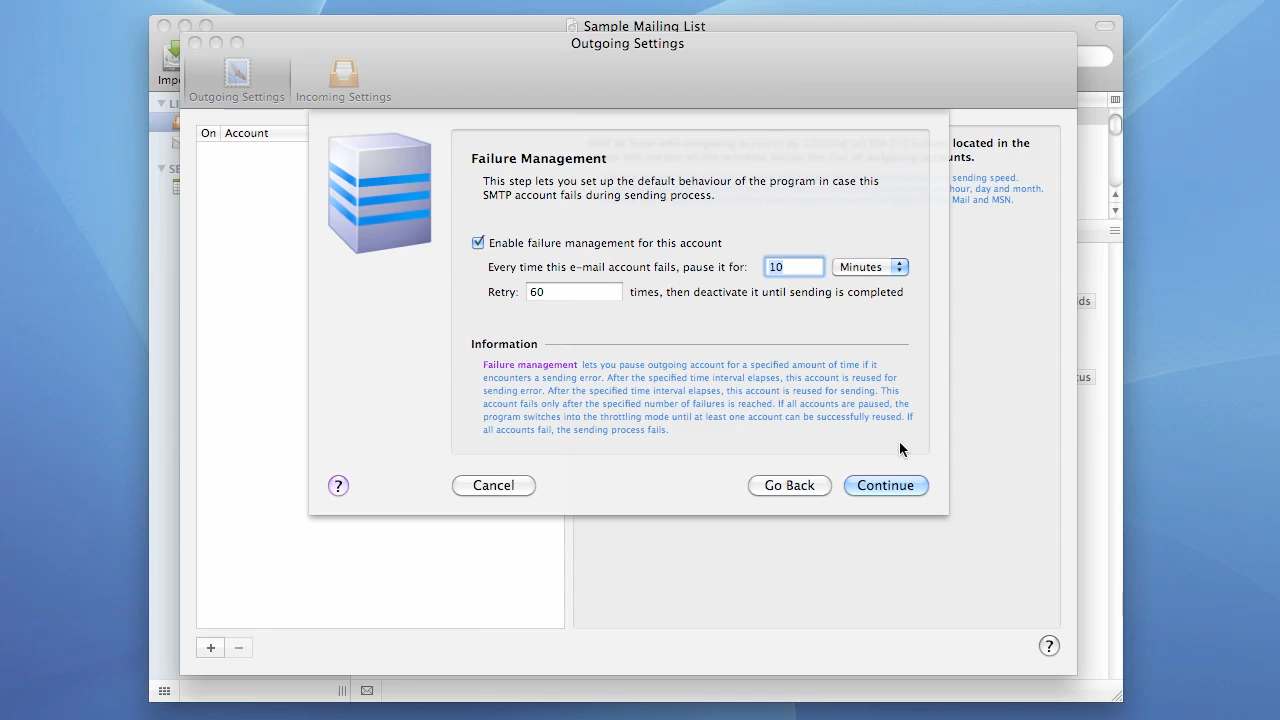 Sample Mailing List
Outgoing Settings
Impo
Outgoing Settings
Incoming Settings
LI
On
Account
located in the
unts.
sending speed.
hour, day and month.
Mail and MSN.
SE
Failure Management
This step lets you set up the default behaviour of the program in case this
SMTP account fails during sending process.
Enable failure management for this account
Every time this e-mail account fails, pause it for:
10
Minutes
Retry:
60
times, then deactivate it until sending is completed
lds
Information
Failure management lets you pause outgoing account for a specified amount of time if it
encounters a sending error. After the specified time interval elapses, this account is reused for
sending error. After the specified time interval elapses, this account is reused for sending. This
account fails only after the specified number of failures is reached. If all accounts are paused, the
program switches into the throttling mode until at least one account can be successfully reused. If
all accounts fail, the sending process fails.
tus
?
Cancel
Go Back
Continue
+
−
?